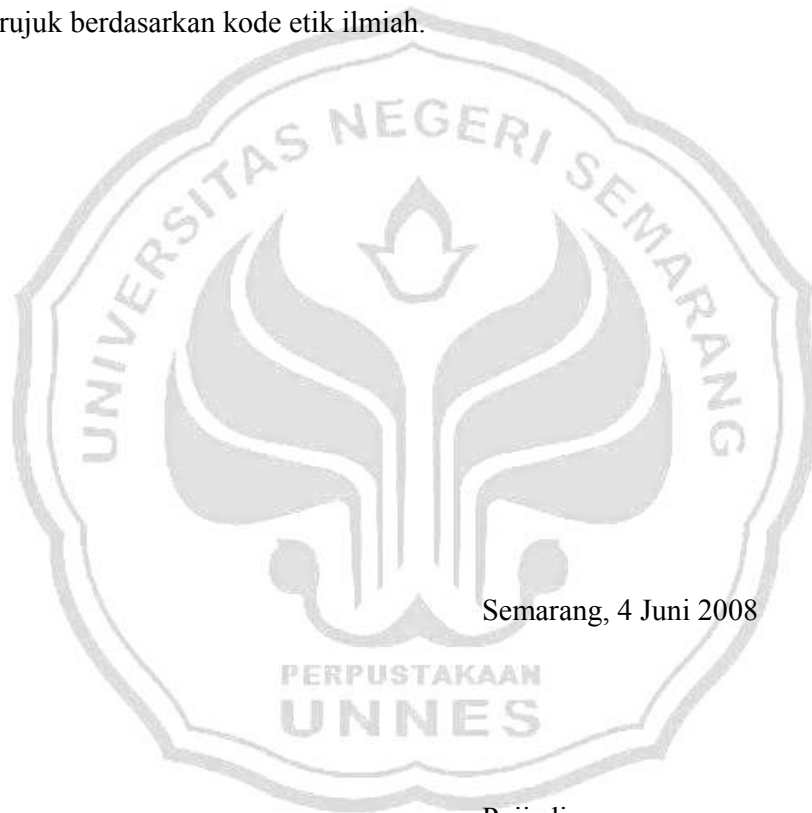 rujuk berdasarkan kode etik ilmiah.
UNIVERSITAS NEGERI SEMARANG
Semarang, 4 Juni 2008
PERPUSTAKAAN
UNNES